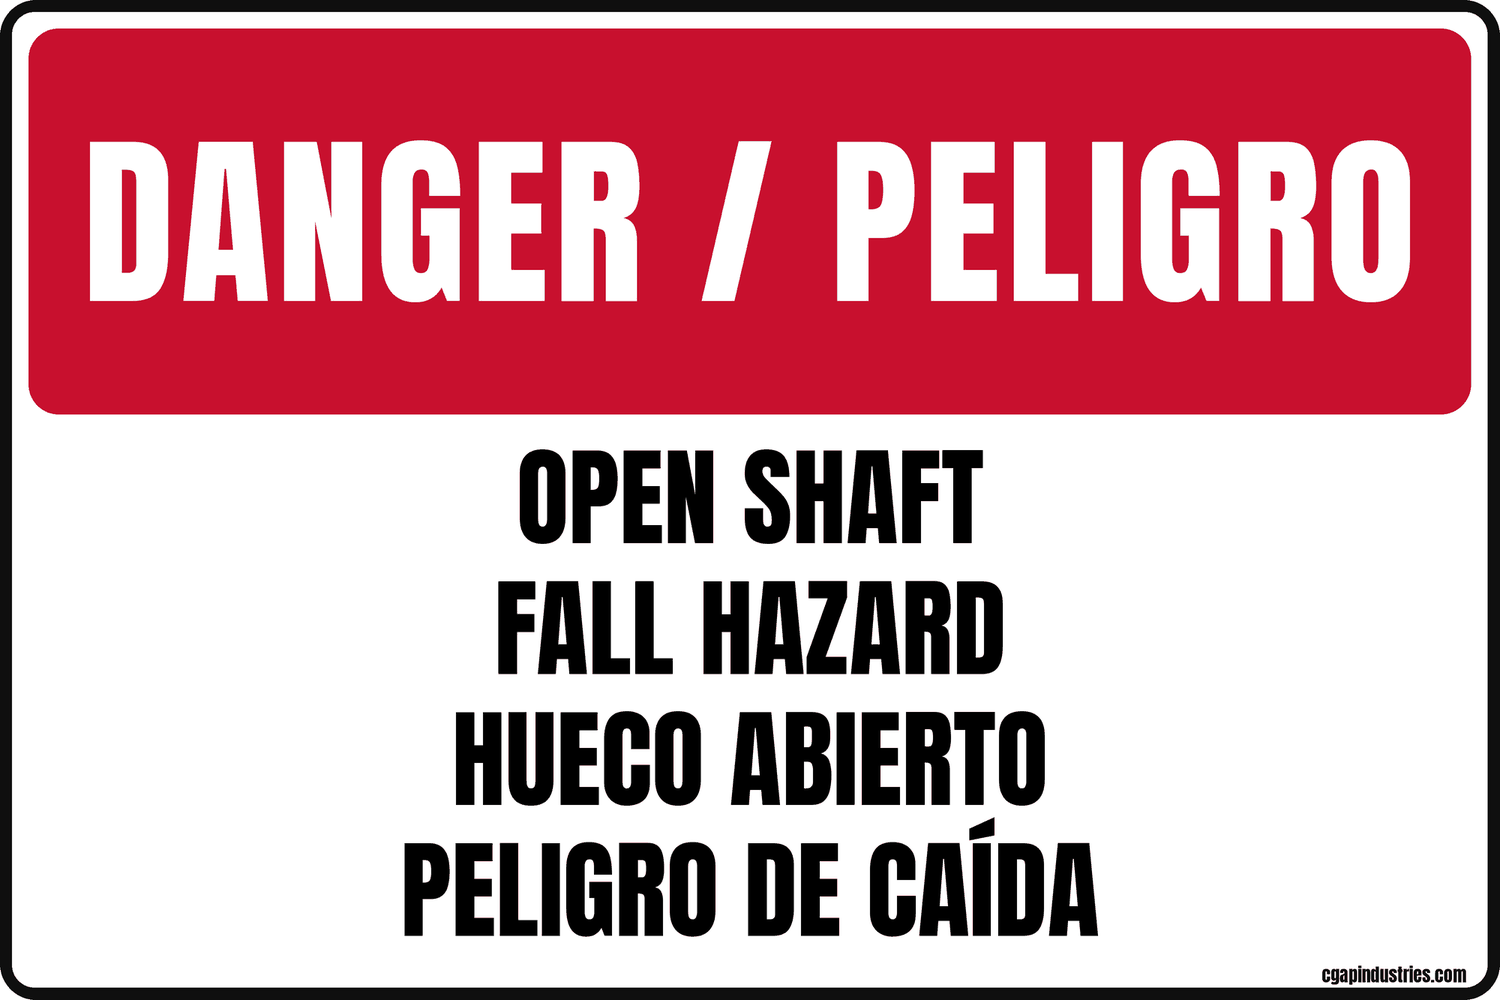 DANGER / PELIGRO
OPEN SHAFT
FALL HAZARD
HUECO ABIERTO
PELIGRO DE CAÍDA
cgapindustries.com